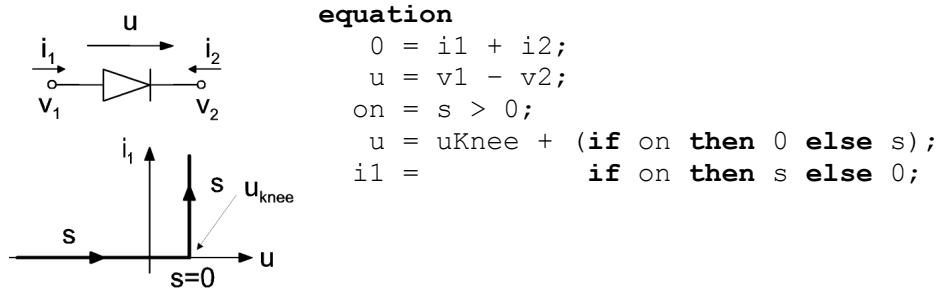 u
i1 i2
v1 v2
i1
s uknee
s
u
s=0
equation
0 = i1 + i2;
u = v1 – v2;
on = s > 0;
u = uKnee + (if on then 0 else s);
i1 = if on then s else 0;